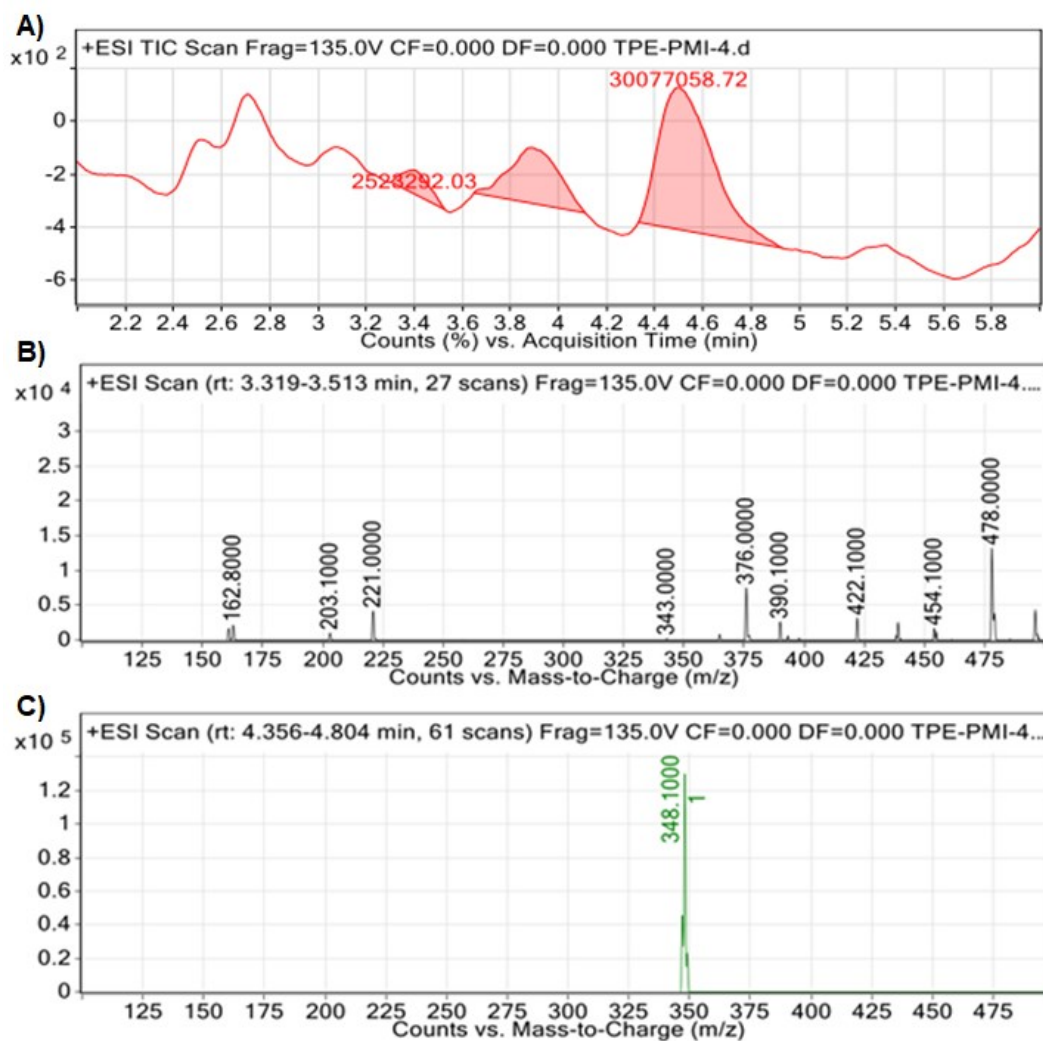 A)
+ESI TIC Scan Frag=135.0V CF=0.000 DF=0.000 TPE-PMI-4.d
x10 2
30077058.72
0
2523292.03
-2
-4
-6
2.2 2.4 2.6 2.8 3 3.2 3.4 3.6 3.8 4 4.2 4.4 4.6 4.8 5 5.2 5.4 5.6 5.8
Counts (%) vs. Acquisition Time (min)
B)
+ESI Scan (rt: 3.319-3.513 min, 27 scans) Frag=135.0V CF=0.000 DF=0.000 TPE-PMI-4....
x10 4
3
2.5
2
1.5
1
0.5
0
162.8000
203.1000
221.0000
343.0000
376.0000
390.1000
422.1000
454.1000
478.0000
125 150 175 200 225 250 275 300 325 350 375 400 425 450 475
Counts vs. Mass-to-Charge (m/z)
C)
+ESI Scan (rt: 4.356-4.804 min, 61 scans) Frag=135.0V CF=0.000 DF=0.000 TPE-PMI-4...
x10 5
1.2
1
0.8
0.6
0.4
0.2
0
348.1000
1
125 150 175 200 225 250 275 300 325 350 375 400 425 450 475
Counts vs. Mass-to-Charge (m/z)